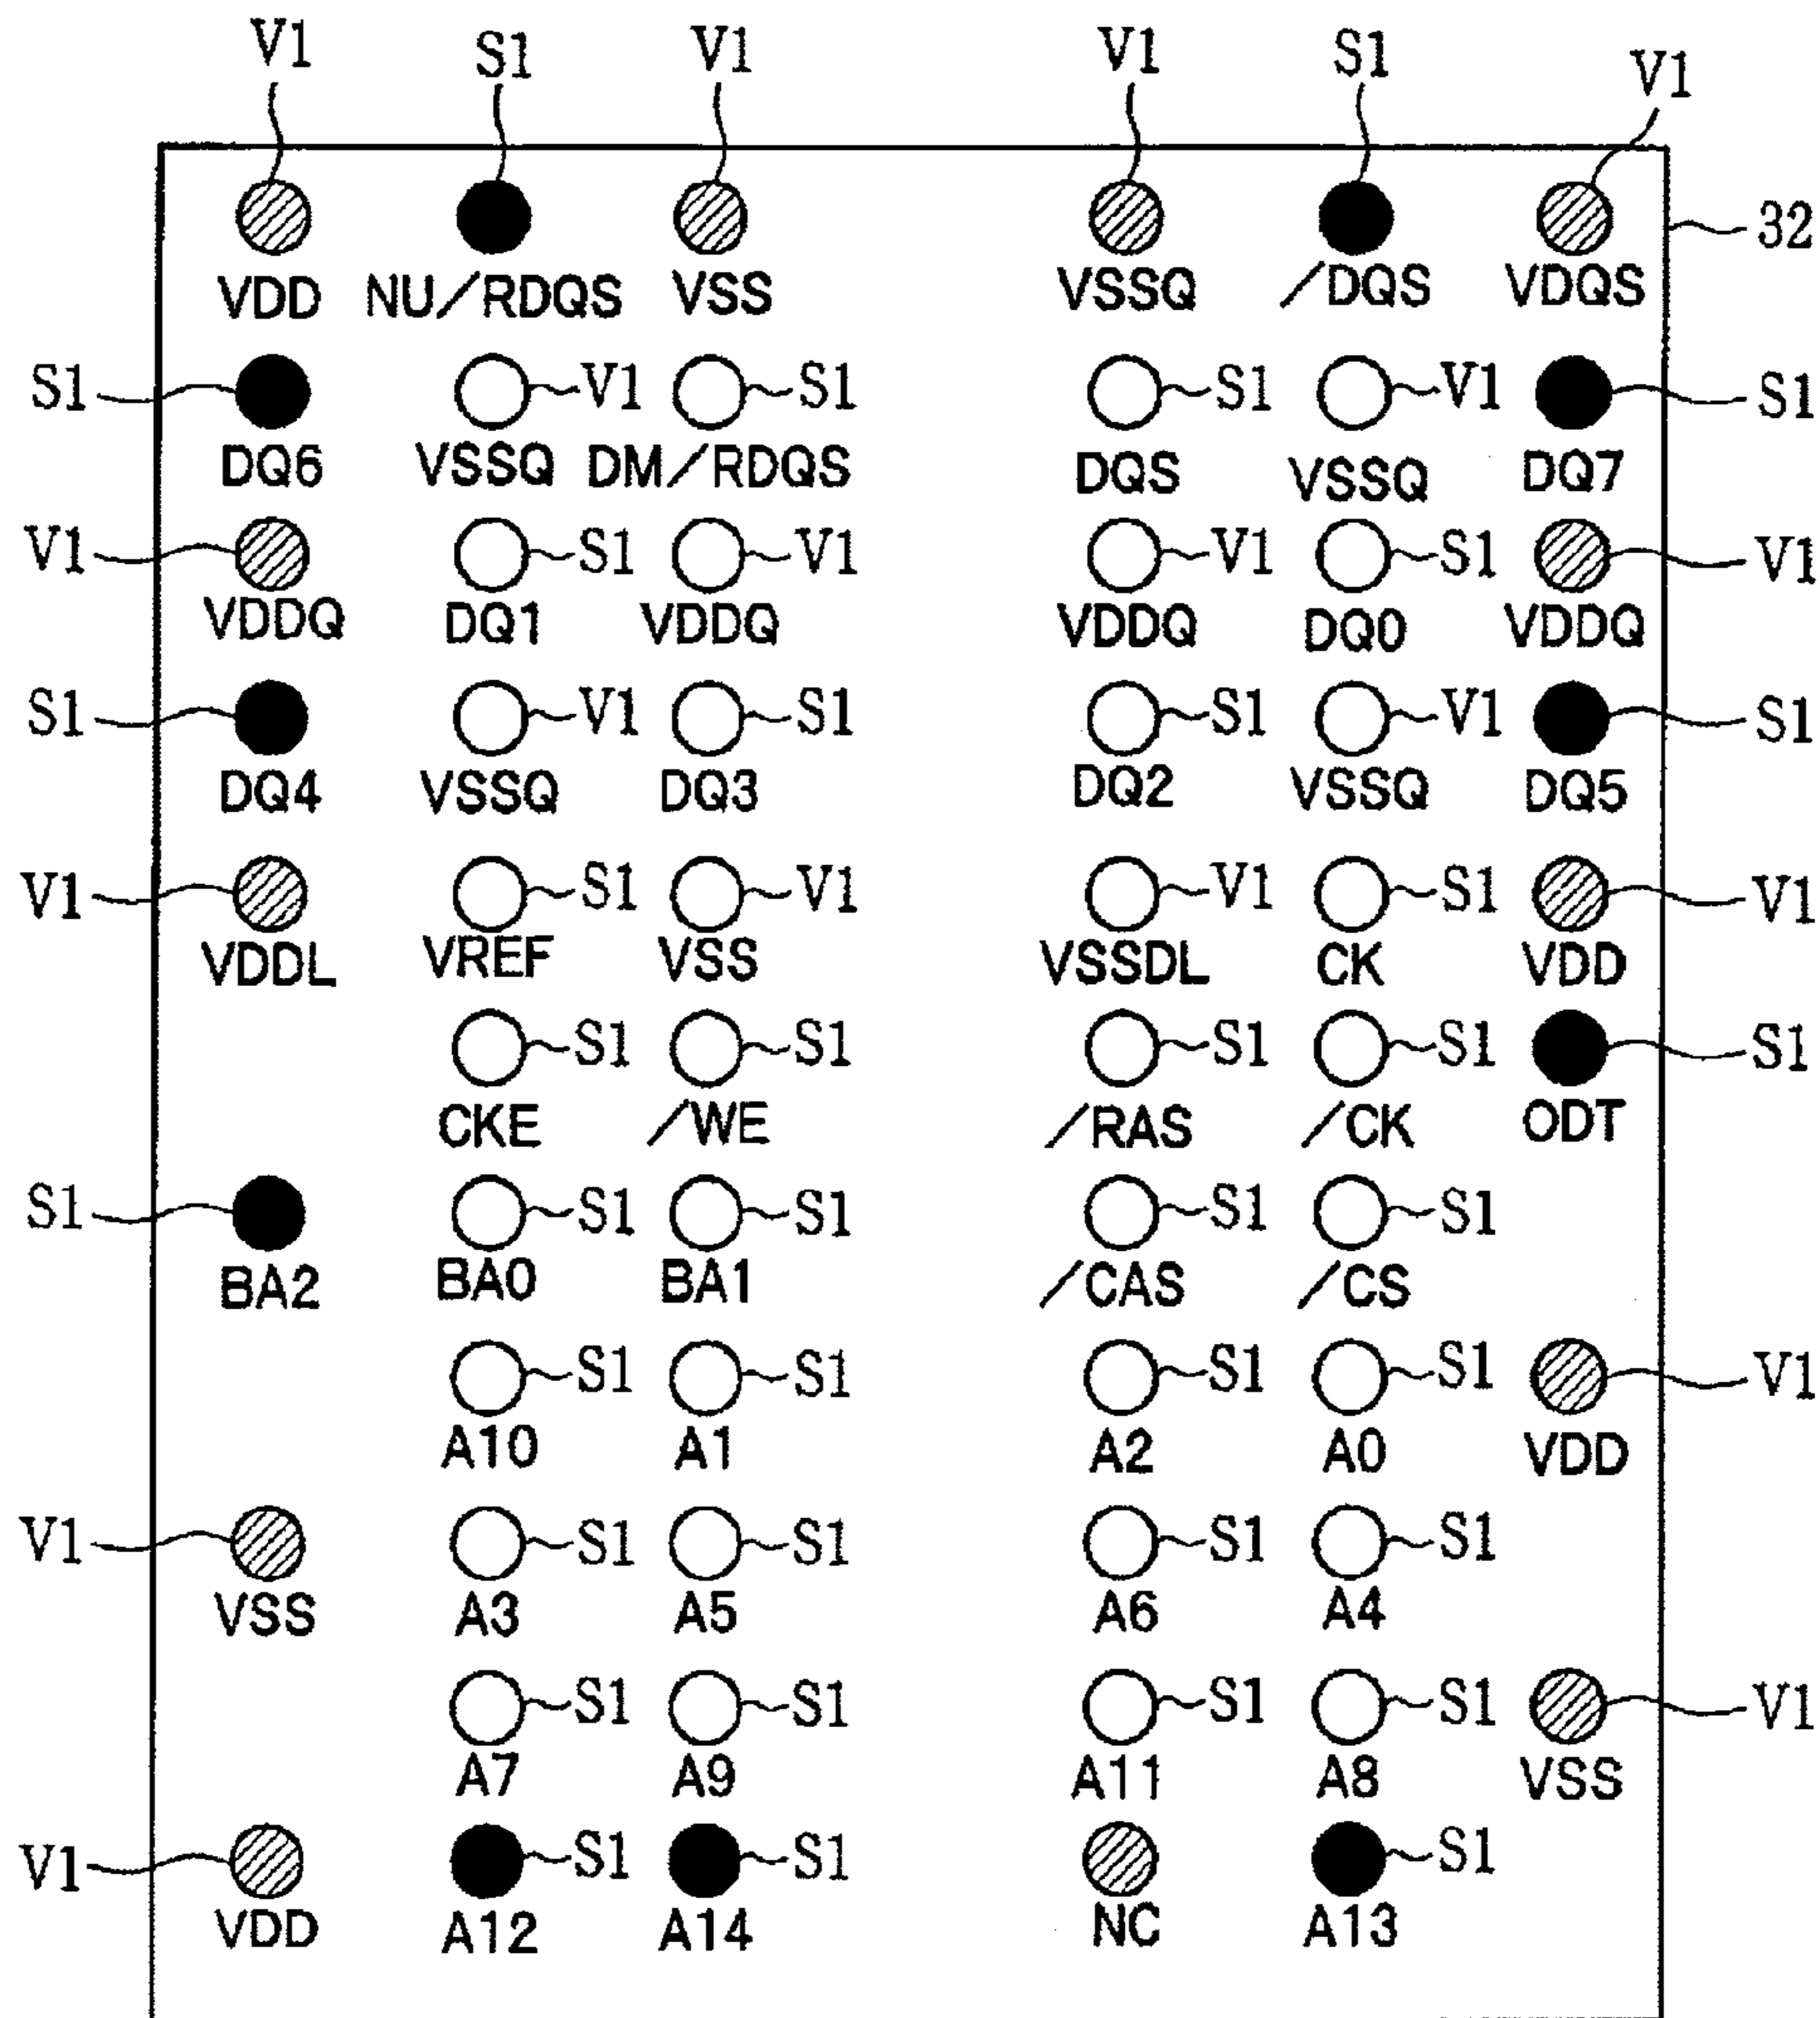 V1 S1 V1 V1 S1 V1
32
VDD NU/RDQS VSS VSSQ /DQS VDQS
S1 V1 S1 S1 V1 S1
DQ6 VSSQ DM/RDQS DQS VSSQ DQ7
V1 S1 V1 V1 S1 V1
VDDQ DQ1 VDDQ VDDQ DQ0 VDDQ
S1 V1 S1 S1 V1 S1
DQ4 VSSQ DQ3 DQ2 VSSQ DQ5
V1 S1 V1 V1 S1 V1
VDDL VREF VSS VSSDL CK VDD
S1 S1 S1 S1 S1
CKE /WE /RAS /CK ODT
S1 S1 S1 S1 S1
BA2 BA0 BA1 /CAS /CS
S1 S1 S1 S1 V1
A10 A1 A2 A0 VDD
V1 S1 S1 S1 S1
VSS A3 A5 A6 A4
S1 S1 S1 S1 V1
A7 A9 A11 A8 VSS
V1 S1 S1 S1
VDD A12 A14 NC A13